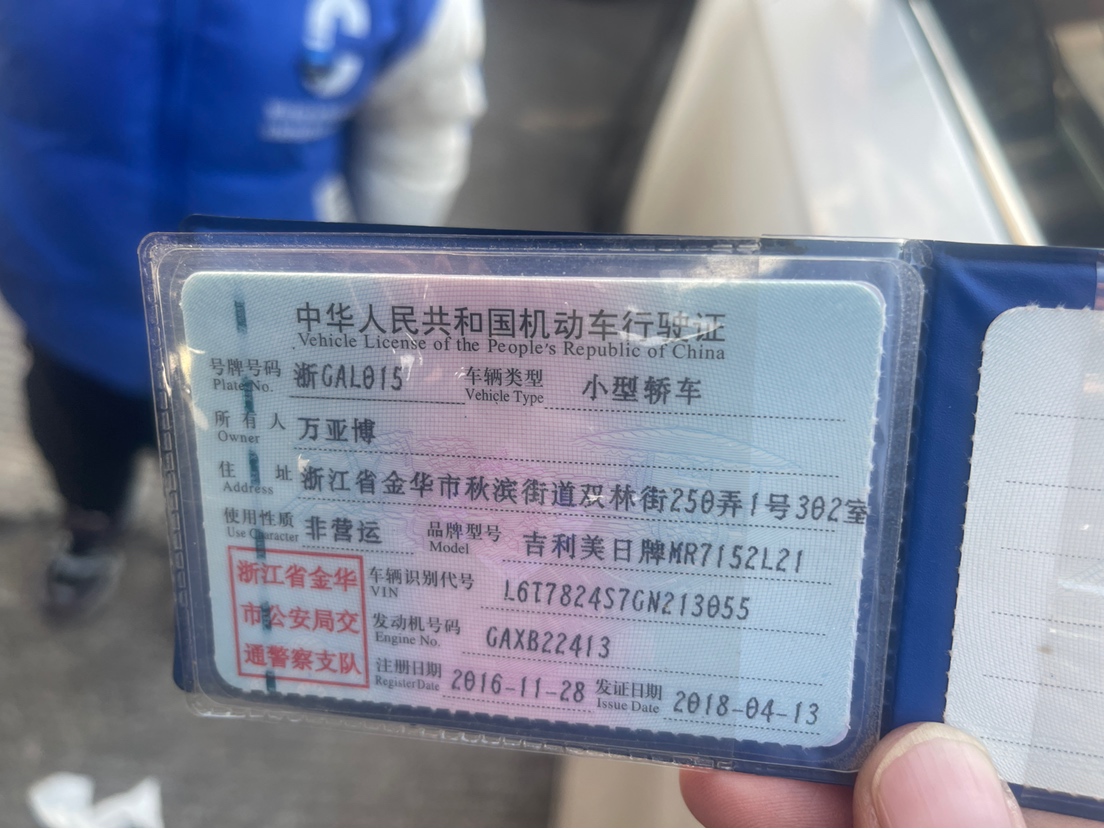 中华人民共和国机动车行驶证
Vehicle License of the People's Republic of China
号牌号码 浙GAL015 车辆类型 小型轿车
Plate No. Vehicle Type
所有人 万亚博
Owner
住址 浙江省金华市秋滨街道双林街250弄1号302室
Address
使用性质 非营运 品牌型号 吉利美日牌MR7152L21
Use Character Model
浙江省金华
市公安局交
通警察支队
车辆识别代号 L6T7824S7GN213055
VIN
发动机号码 GAXB22413
Engine No.
注册日期 2016-11-28 发证日期 2018-04-13
Register Date Issue Date